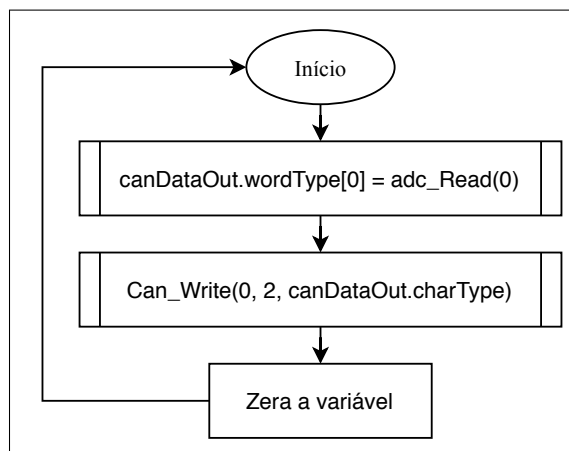 Início
canDataOut.wordType[0] = adc_Read(0)
Can_Write(0, 2, canDataOut.charType)
Zera a variável